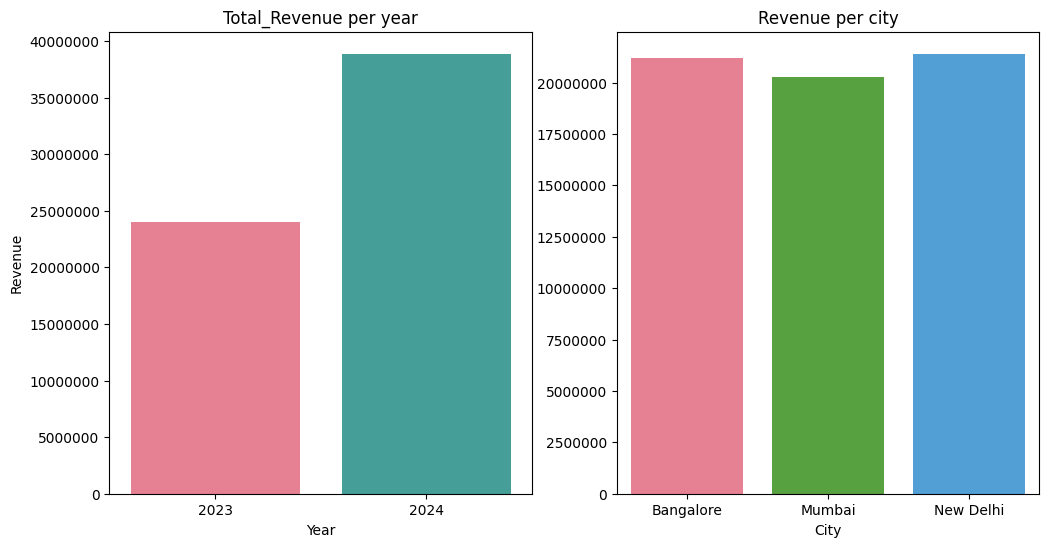 Total_Revenue per year
40000000
35000000
30000000
25000000
20000000
15000000
10000000
5000000
0
Revenue
2023
2024
Year
Revenue per city
20000000
17500000
15000000
12500000
10000000
7500000
5000000
2500000
0
Bangalore
Mumbai
New Delhi
City